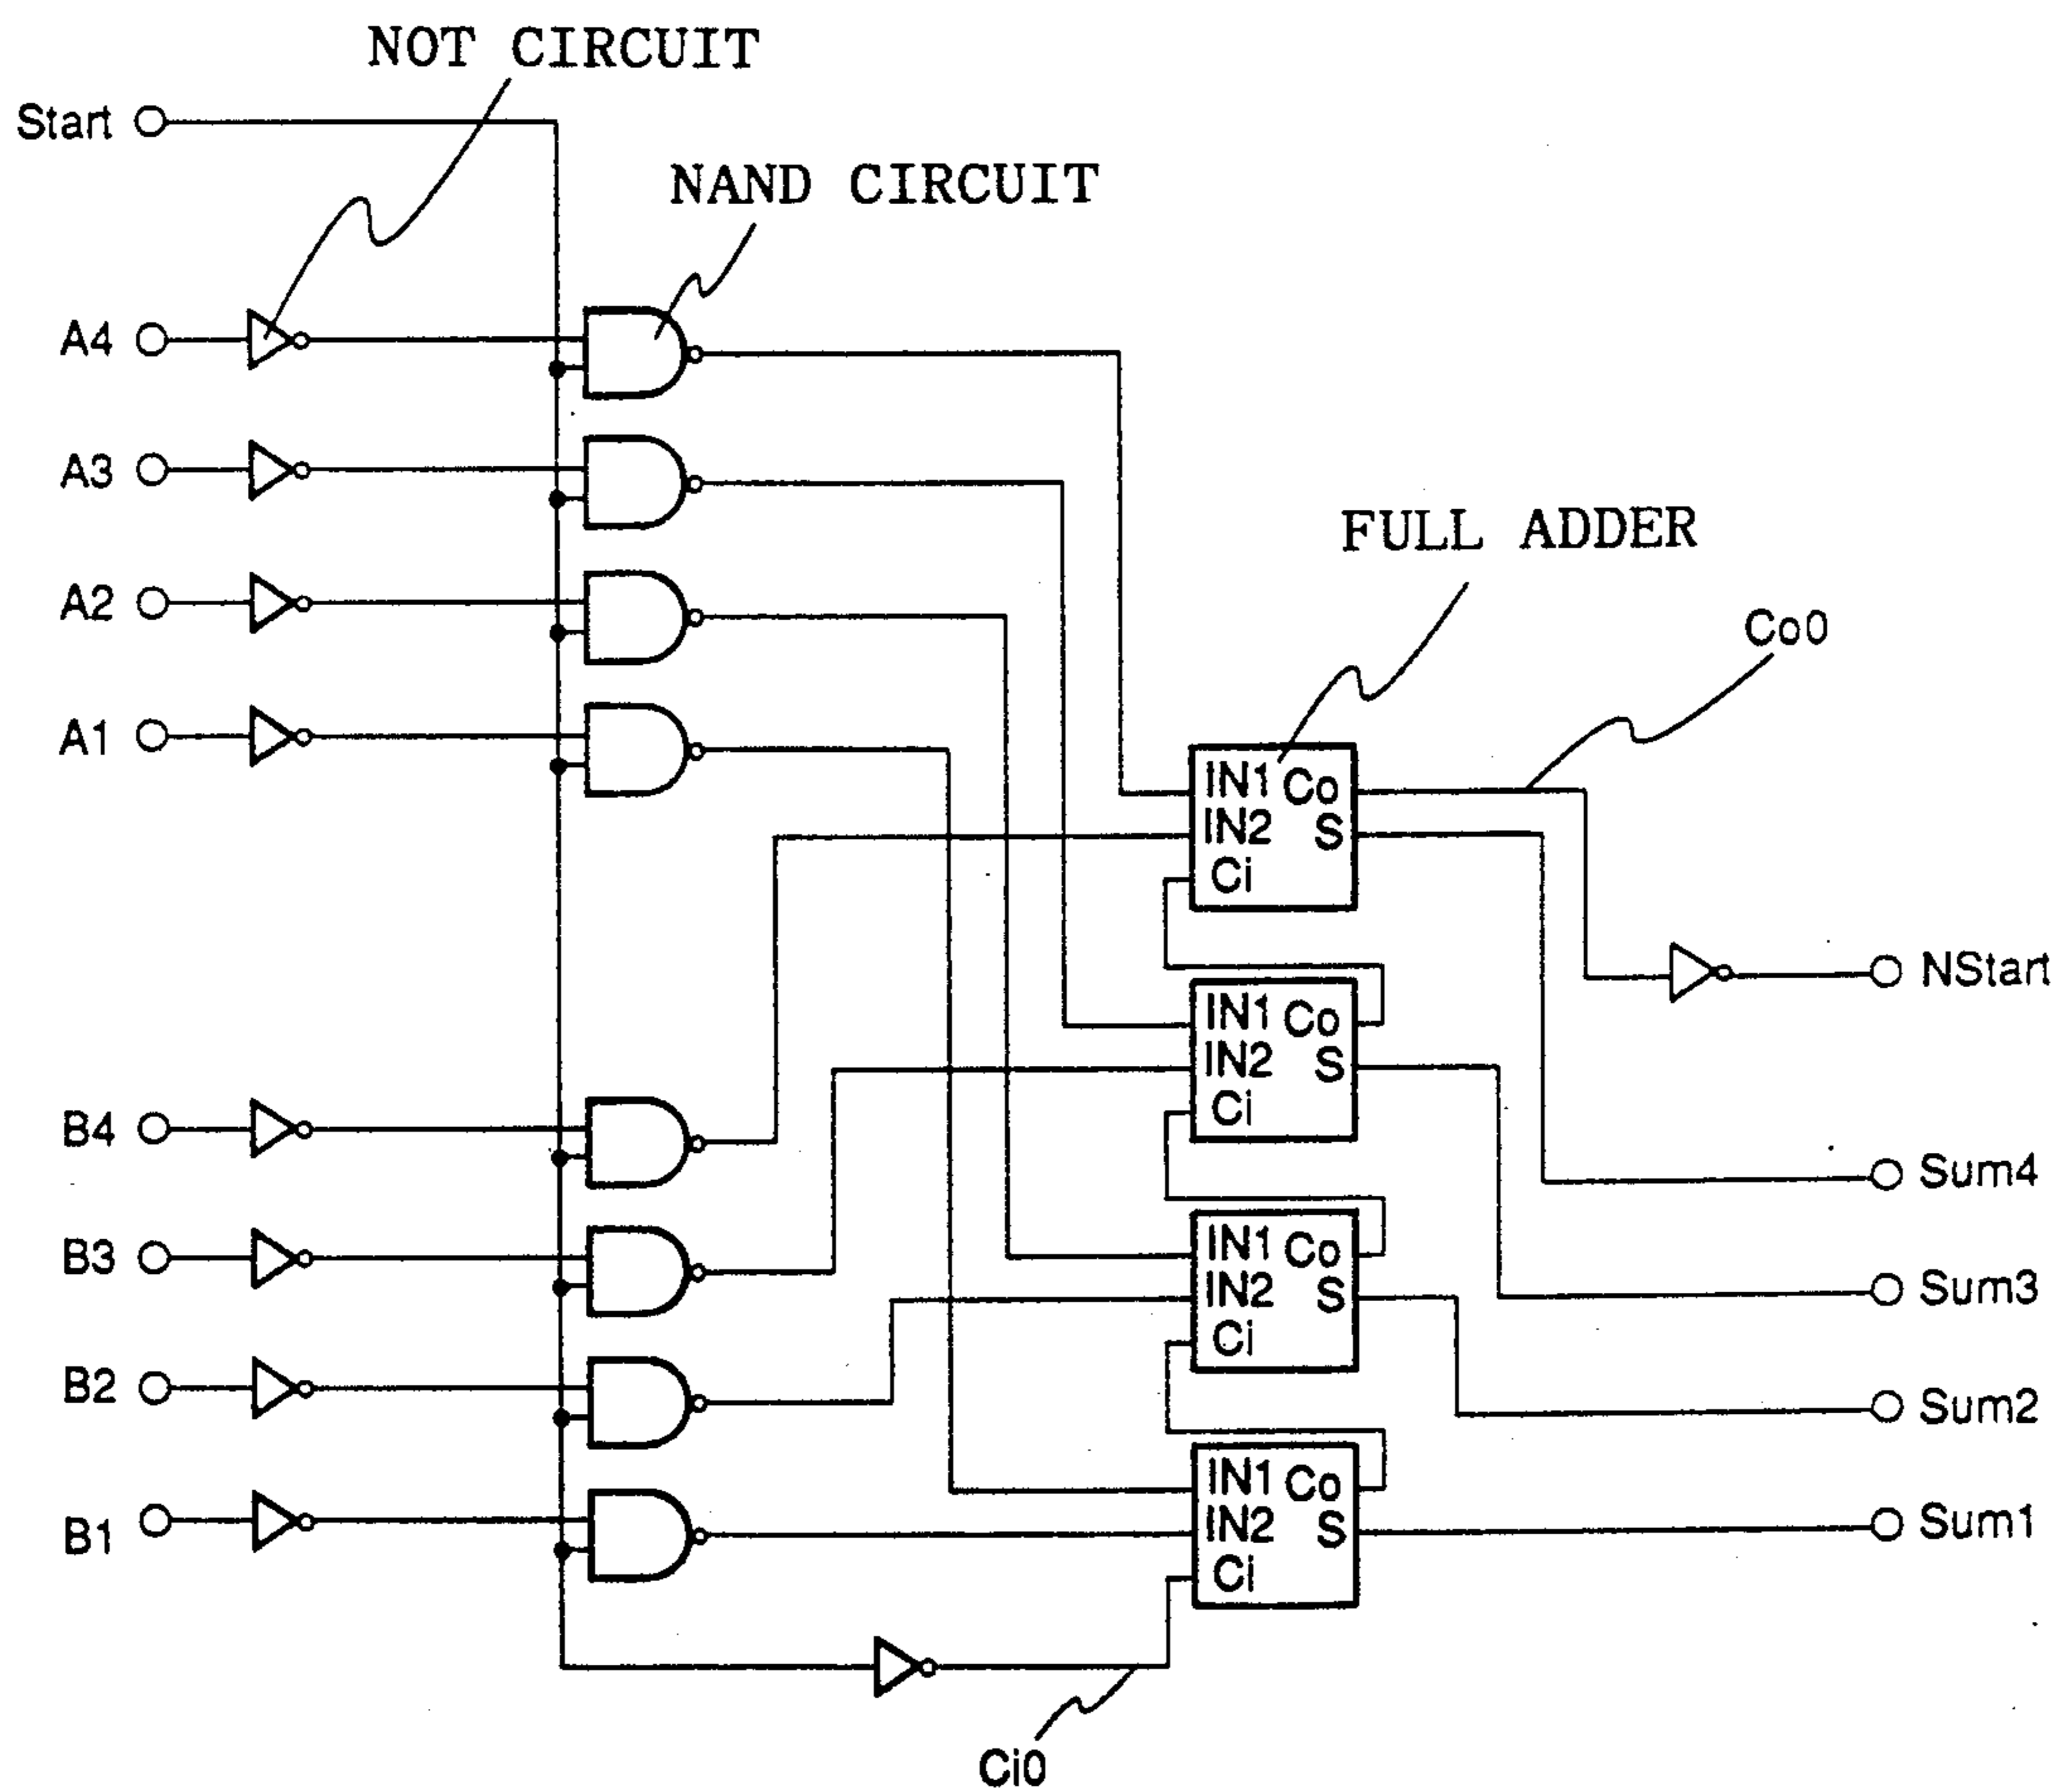 NOT CIRCUIT
Start
NAND CIRCUIT
A4
A3
FULL ADDER
A2
Co0
A1
IN1 Co
IN2 S
Ci
NStart
IN1 Co
IN2 S
Ci
B4
Sum4
B3
IN1 Co
IN2 S
Ci
Sum3
B2
Sum2
IN1 Co
IN2 S
Ci
B1
Sum1
Ci0